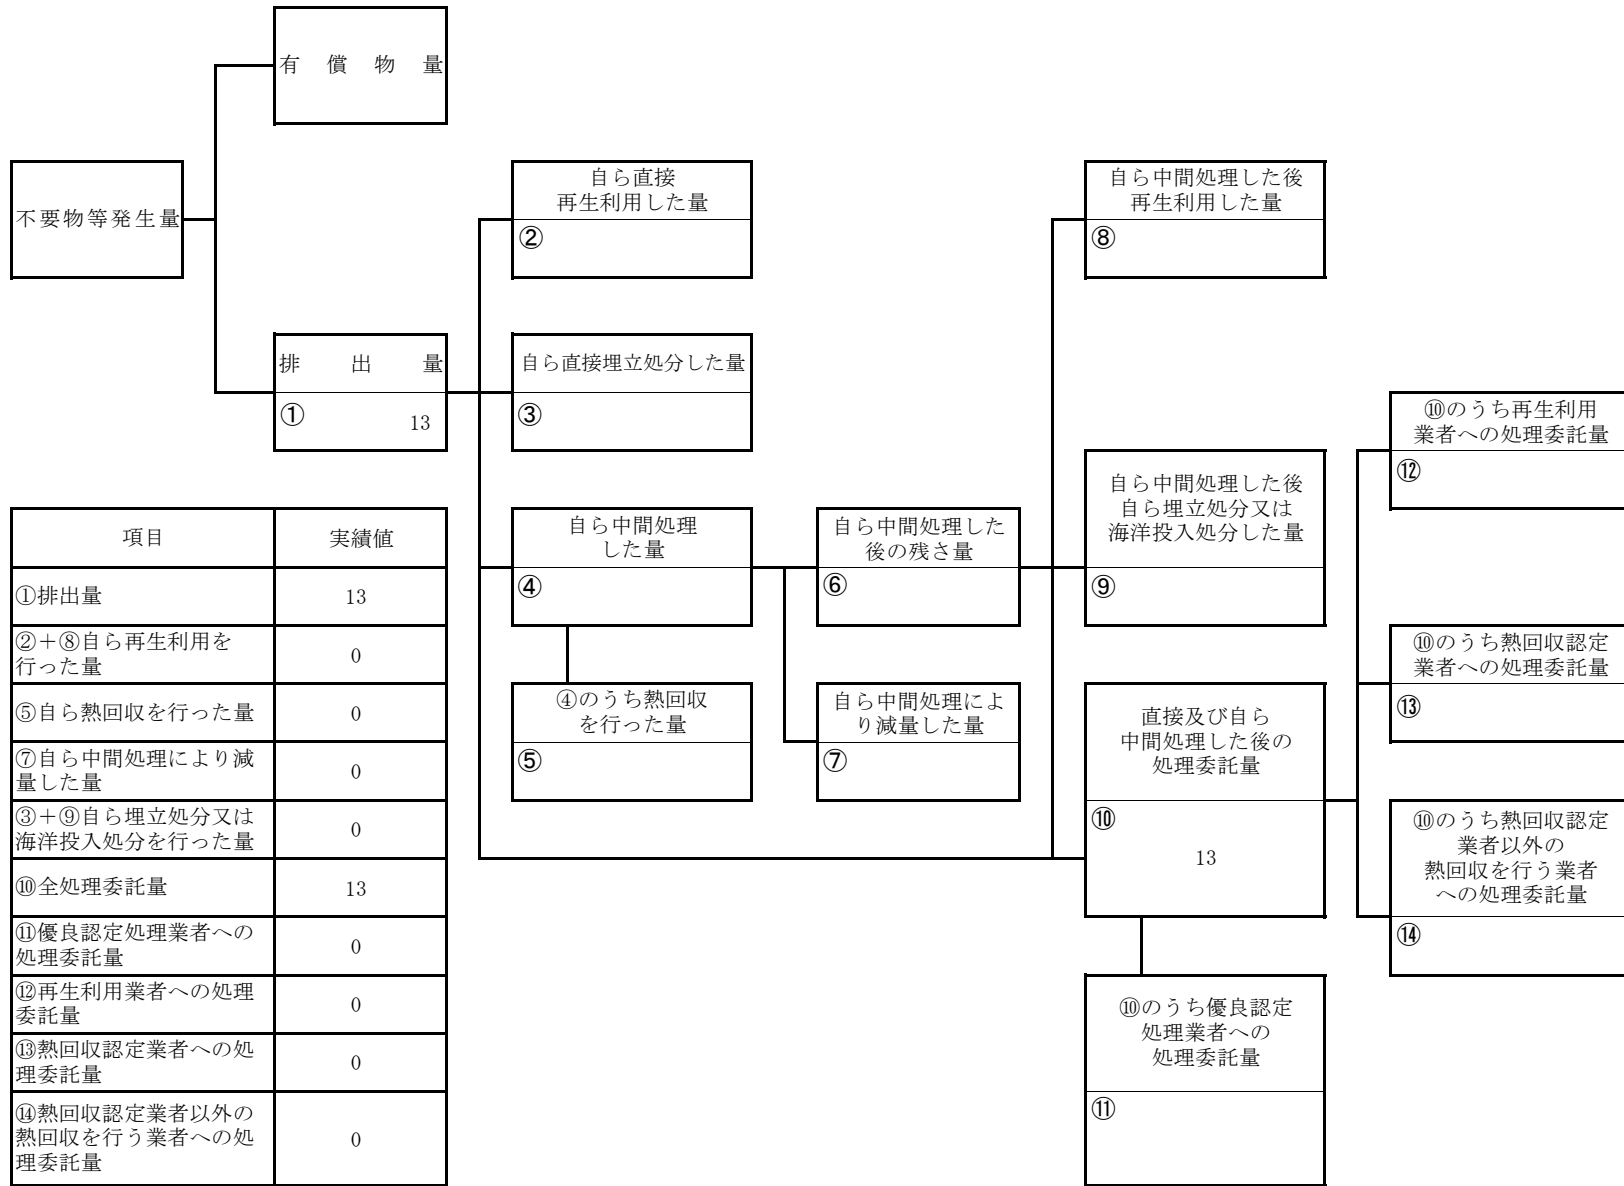 有償物量
不要物等発生量
自ら直接
再生利用した量
②
自ら中間処理した後
再生利用した量
⑧
排出量
①
13
自ら直接埋立処分した量
③
⑩のうち再生利用
業者への処理委託量
⑫
自ら中間処理した後
自ら埋立処分又は
海洋投入処分した量
⑨
自ら中間処理
した量
④
自ら中間処理した
後の残さ量
⑥
⑩のうち熱回収認定
業者への処理委託量
⑬
④のうち熱回収
を行った量
⑤
自ら中間処理によ
り減量した量
⑦
直接及び自ら
中間処理した後の
処理委託量
⑩
13
⑩のうち熱回収認定
業者以外の
熱回収を行う業者
への処理委託量
⑭
⑩のうち優良認定
処理業者への
処理委託量
⑪
項目 実績値
①排出量 13
②+⑧自ら再生利用を
行った量 0
⑤自ら熱回収を行った量 0
⑦自ら中間処理により減
量した量 0
③+⑨自ら埋立処分又は
海洋投入処分を行った量 0
⑩全処理委託量 13
⑪優良認定処理業者への
処理委託量 0
⑫再生利用業者への処理
委託量 0
⑬熱回収認定業者への処
理委託量 0
⑭熱回収認定業者以外の
熱回収を行う業者への処
理委託量 0